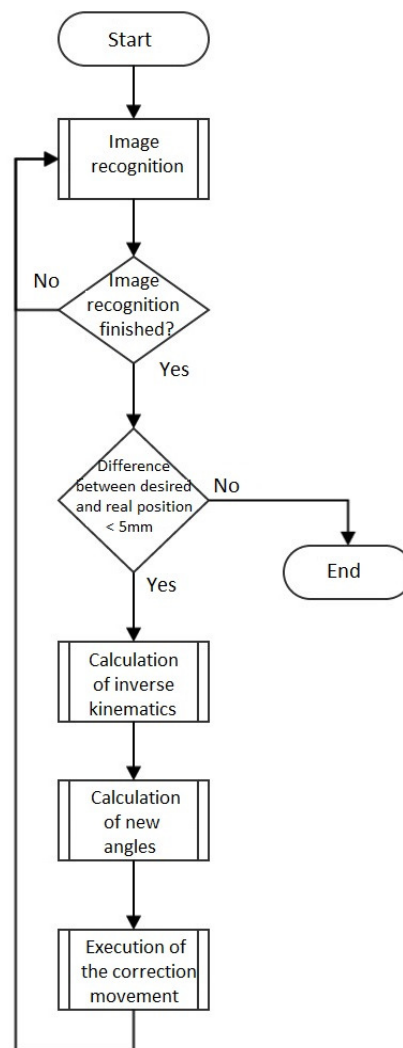 Start
Image
recognition
No
Image
recognition
finished?
Yes
Difference
between desired
and real position
< 5mm
No
End
Yes
Calculation
of inverse
kinematics
Calculation
of new
angles
Execution of
the correction
movement